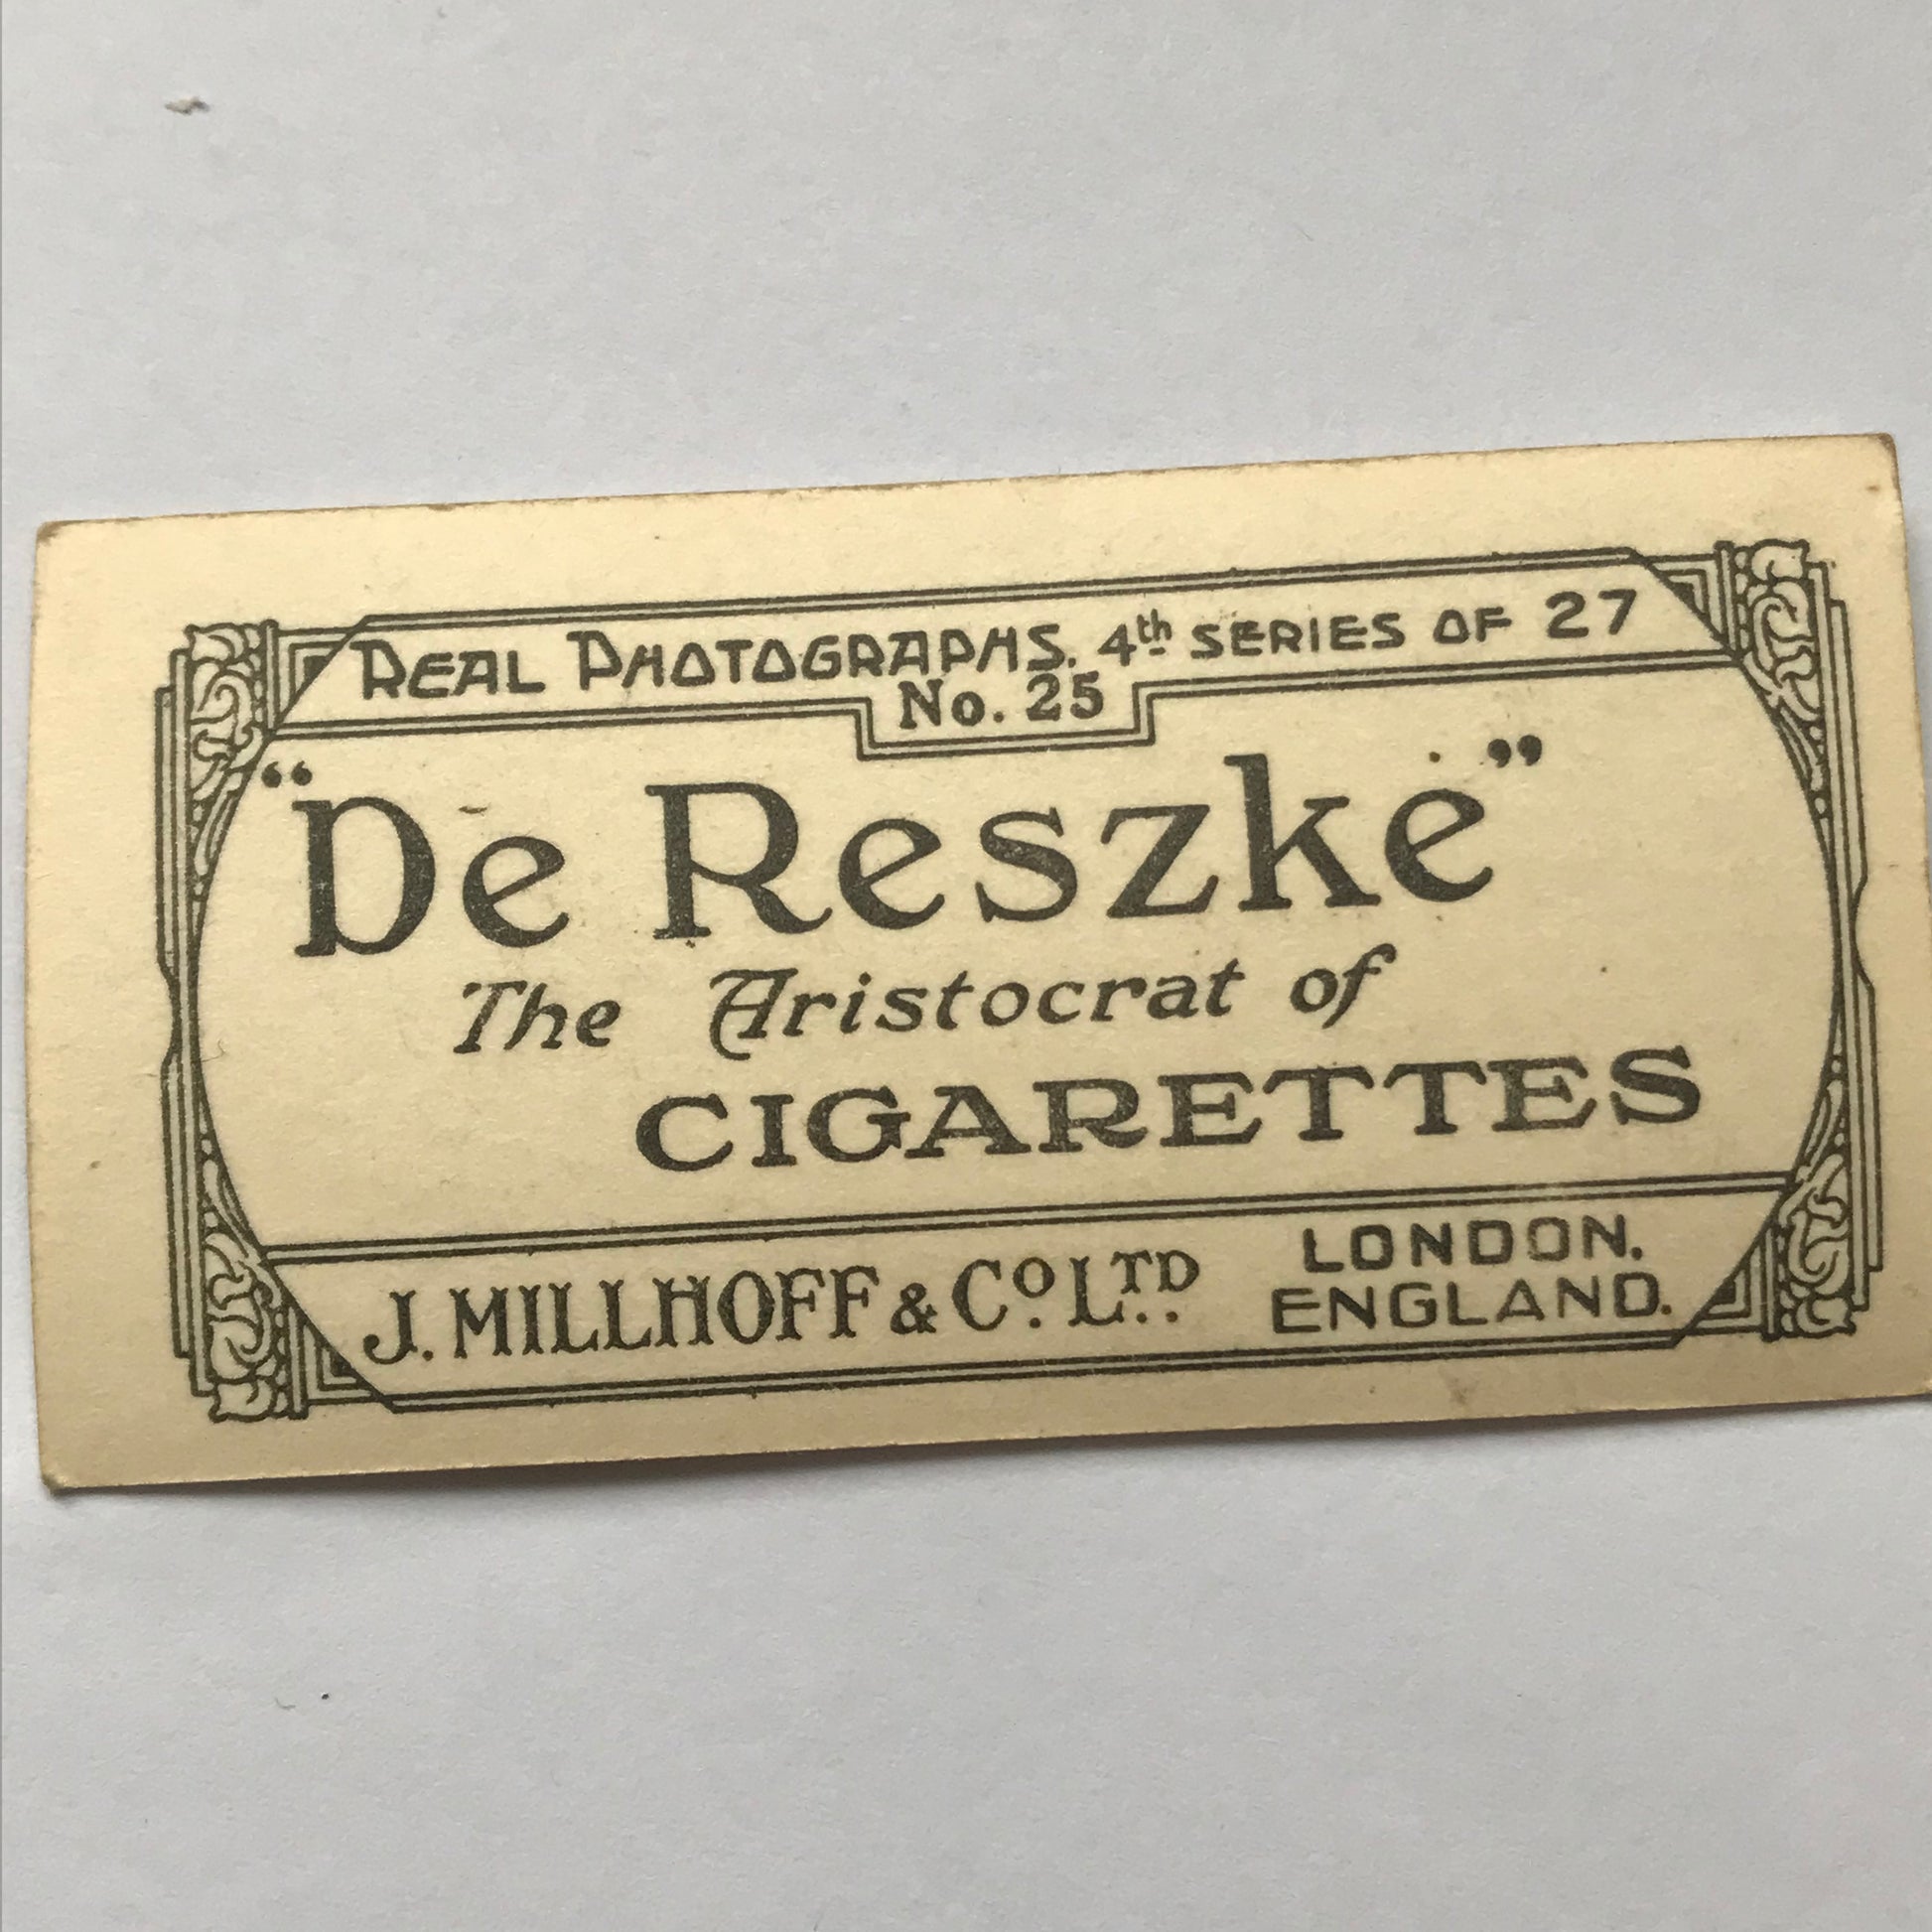 REAL PHOTOGRAPHS. 4th SERIES OF 27
No. 25
"De Reszke"
The Aristocrat of
CIGARETTES
J. MILLHOFF & Co. LTD. LONDON.
ENGLAND.